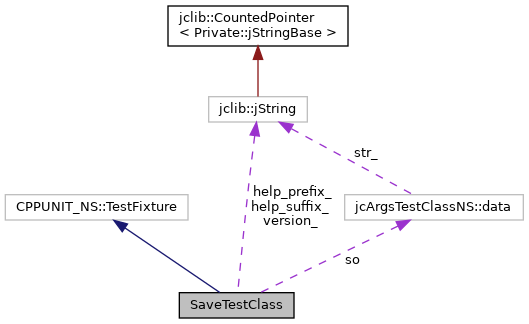 jclib::CountedPointer
< Private::jStringBase >
jclib::jString
str_
help_prefix_
help_suffix_
version_
CPPUNIT_NS::TestFixture
jcArgsTestClassNS::data
so
SaveTestClass